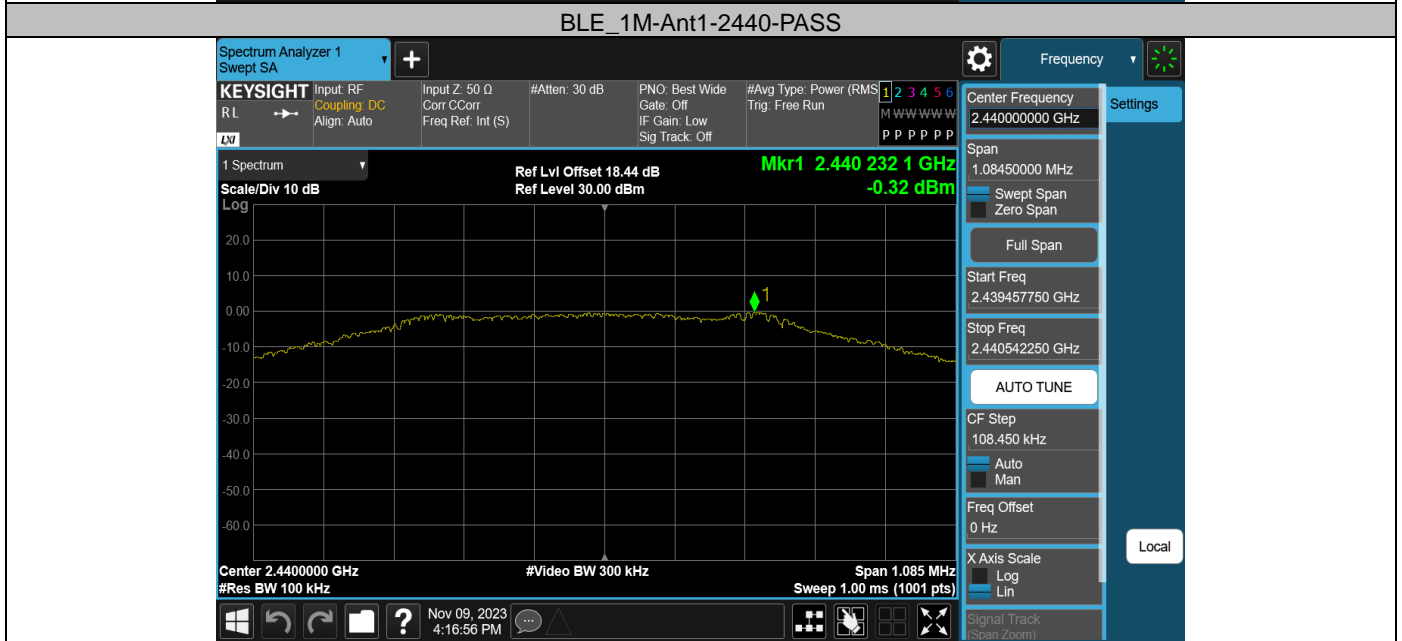 BLE_1M-Ant1-2440-PASS
Spectrum Analyzer 1
Swept SA
Frequency
KEYSIGHT
R L
LXI
Input: RF
Coupling: DC
Align: Auto
Input Z: 50 Ω
Corr CCorr
Freq Ref: Int (S)
#Atten: 30 dB
PNO: Best Wide
Gate: Off
IF Gain: Low
Sig Track: Off
#Avg Type: Power (RMS
Trig: Free Run
1 2 3 4 5 6
M W W W W W
P P P P P P
1 Spectrum
Scale/Div 10 dB
Ref Lvl Offset 18.44 dB
Ref Level 30.00 dBm
Mkr1 2.440 232 1 GHz
-0.32 dBm
Log
20.0
10.0
0.00
-10.0
-20.0
-30.0
-40.0
-50.0
-60.0
1
Center 2.4400000 GHz
#Res BW 100 kHz
#Video BW 300 kHz
Span 1.085 MHz
Sweep 1.00 ms (1001 pts)
?
Nov 09, 2023
4:16:56 PM
Center Frequency
2.440000000 GHz
Settings
Span
1.08450000 MHz
Swept Span
Zero Span
Full Span
Start Freq
2.439457750 GHz
Stop Freq
2.440542250 GHz
AUTO TUNE
CF Step
108.450 kHz
Auto
Man
Freq Offset
0 Hz
X Axis Scale
Log
Lin
Signal Track
(Span Zoom)
Local